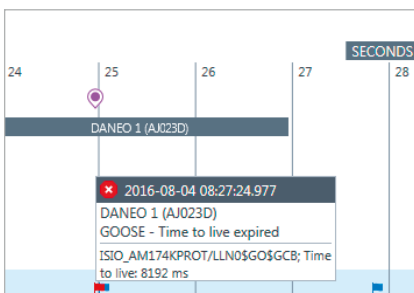 SECONDS
24 25 26 27 28
DANEO 1 (AJ023D)
2016-08-04 08:27:24.977
DANEO 1 (AJ023D)
GOOSE - Time to live expired
ISIO_AM174KPROT/LLN0$GO$GCB; Time
to live: 8192 ms